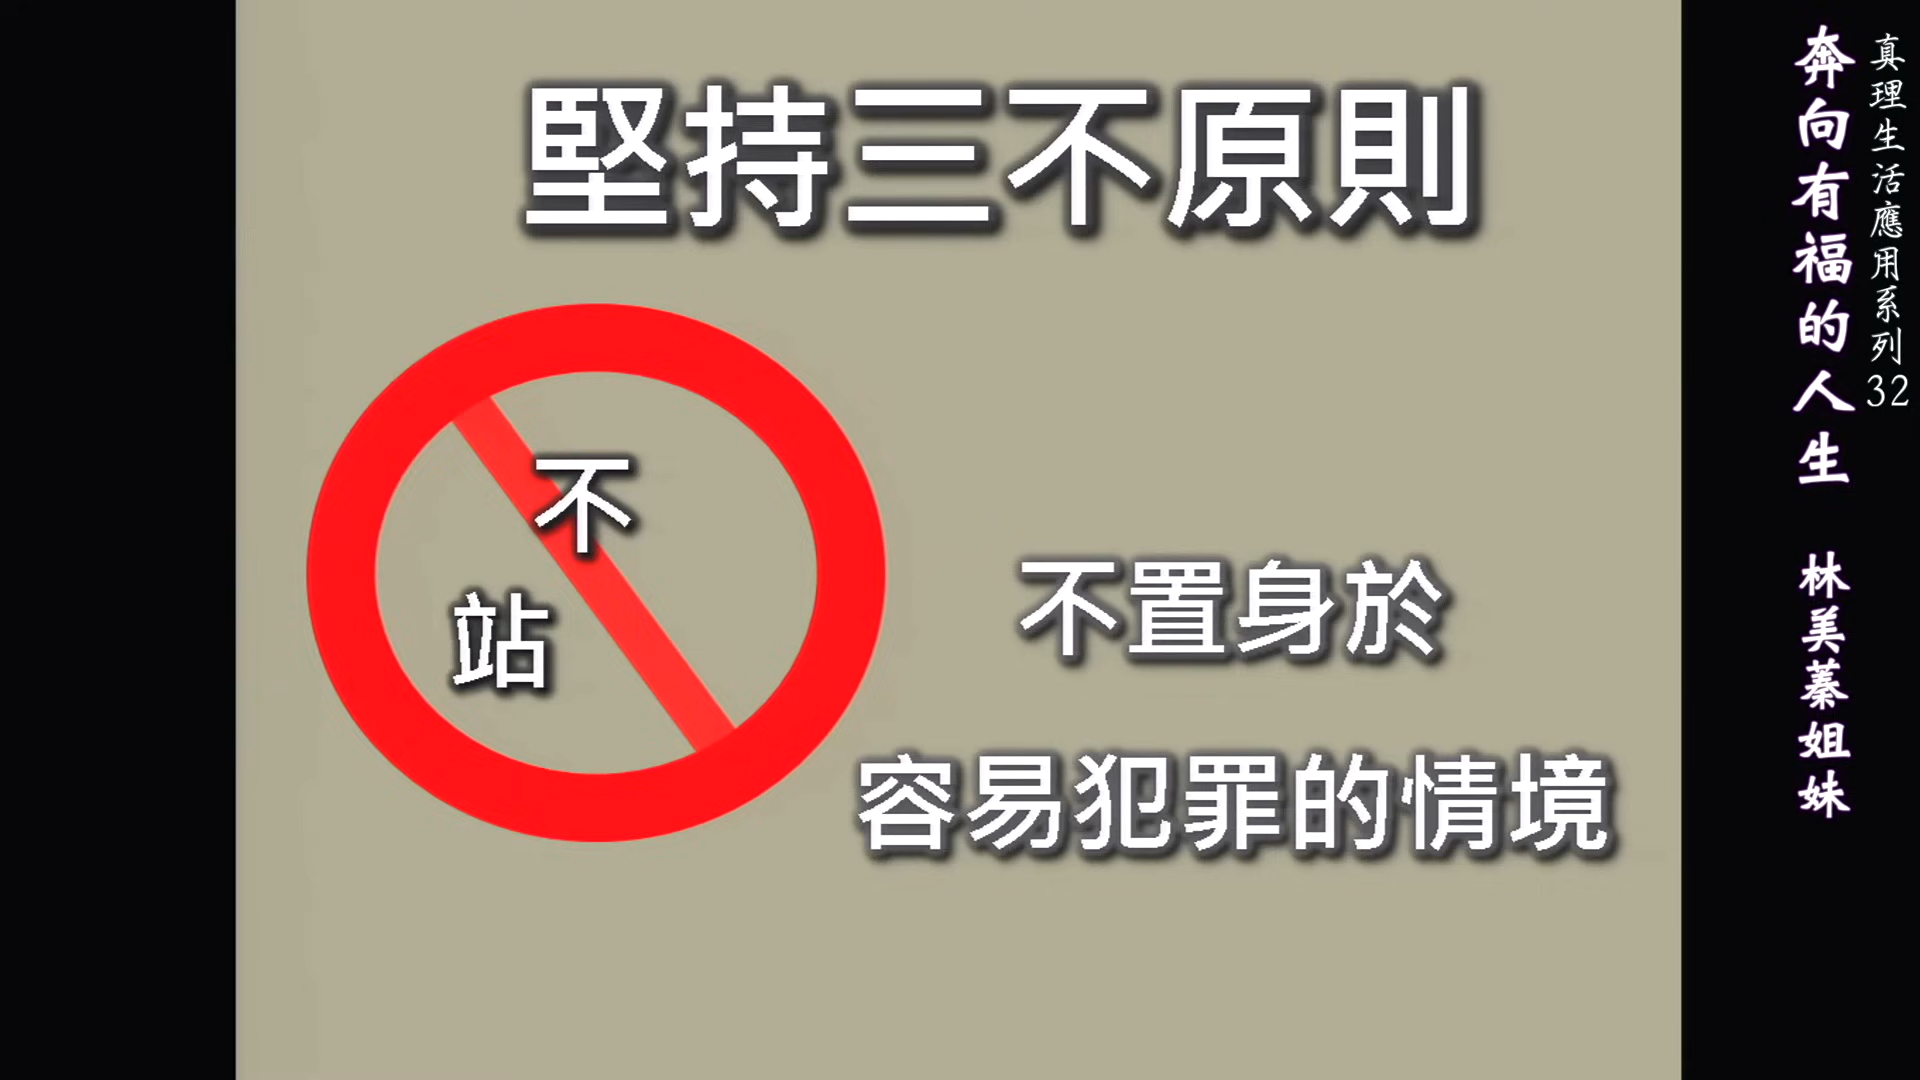 堅持三不原則
不
站
不置身於
容易犯罪的情境
真理生活應用系列32
奔向有福的人生 林美蓁姐妹